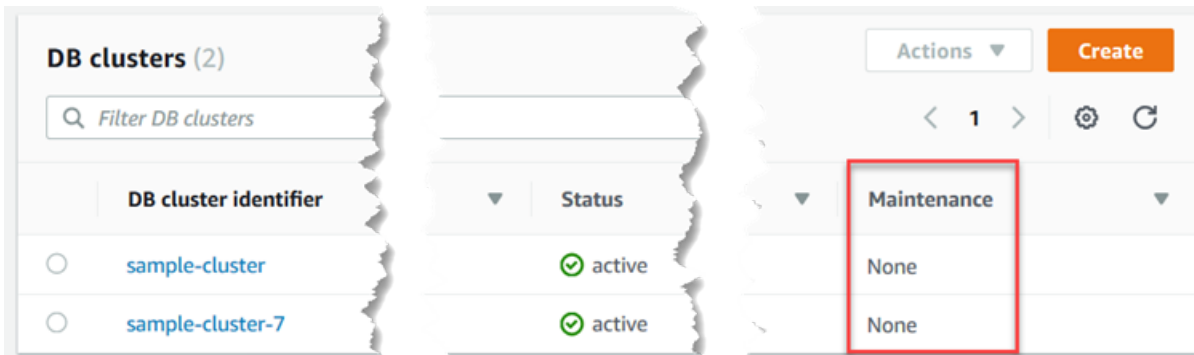 DB clusters (2)
Actions
Create
Filter DB clusters
1
DB cluster identifier Status Maintenance
sample-cluster active None
sample-cluster-7 active None